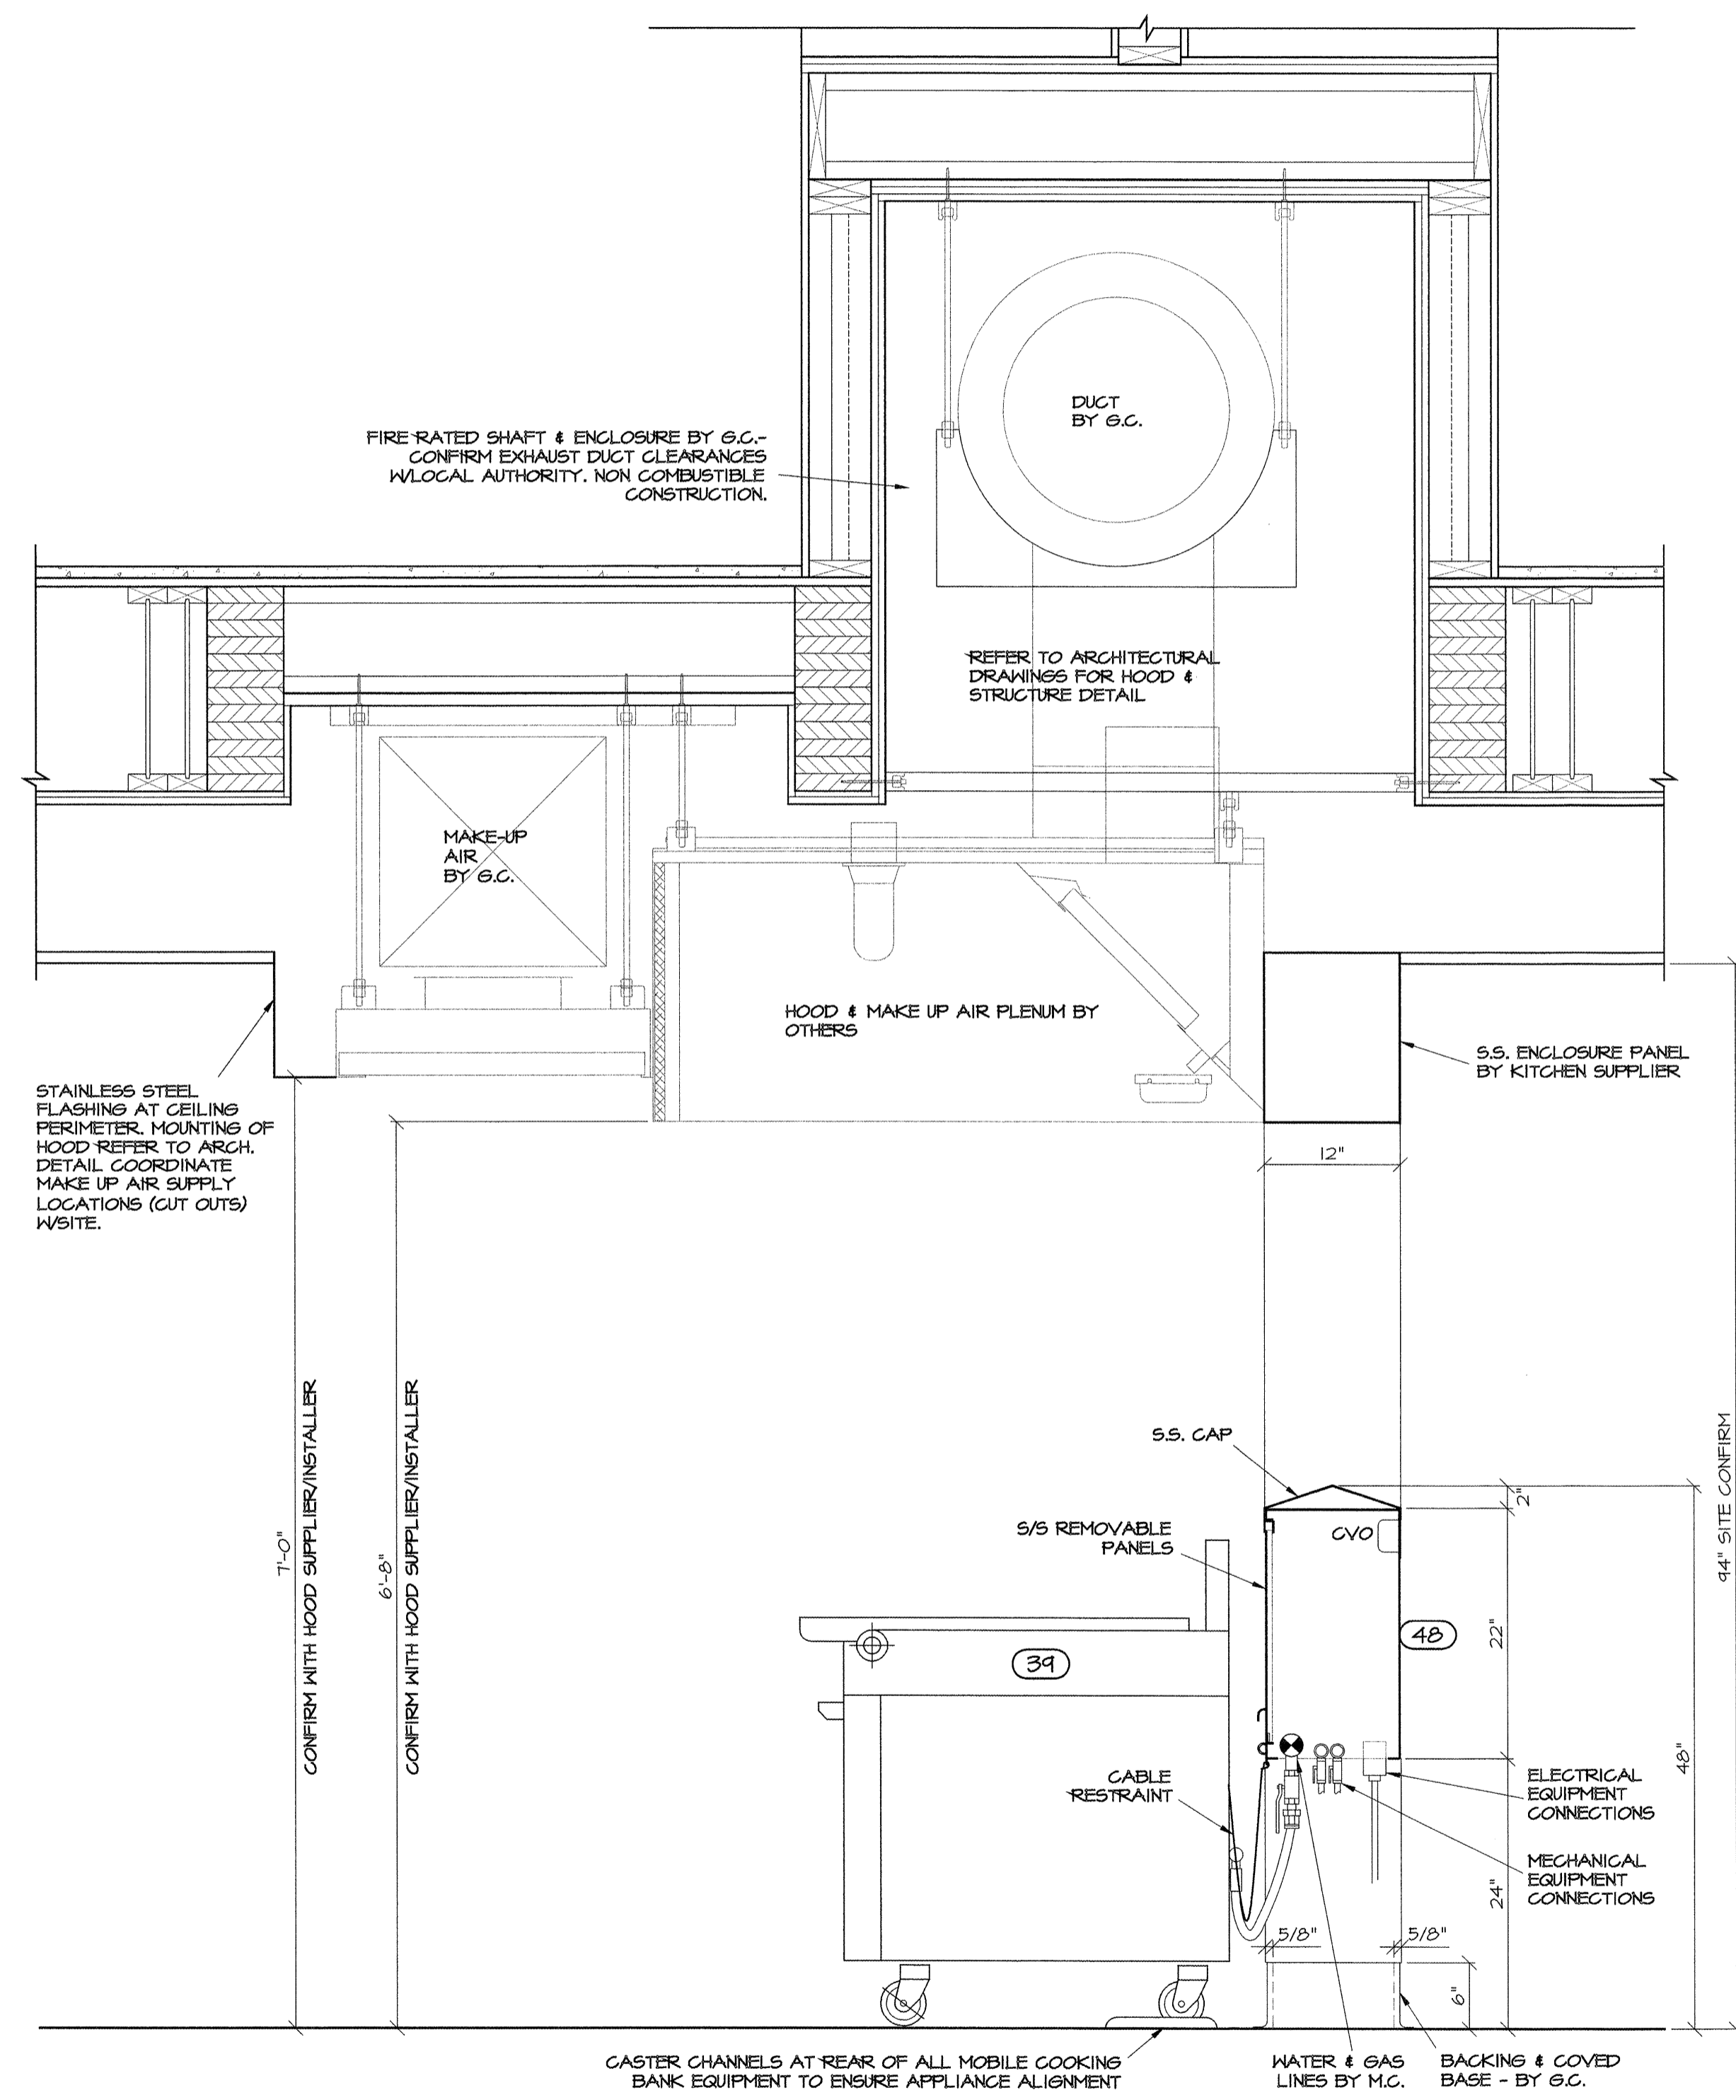 DUCT
BY G.C.
FIRE RATED SHAFT & ENCLOSURE BY G.C.-
CONFIRM EXHAUST DUCT CLEARANCES
W/LOCAL AUTHORITY. NON COMBUSTIBLE
CONSTRUCTION.
REFER TO ARCHITECTURAL
DRAWINGS FOR HOOD &
STRUCTURE DETAIL
MAKE-UP
AIR
BY G.C.
HOOD & MAKE UP AIR PLENUM BY
OTHERS
S.S. ENCLOSURE PANEL
BY KITCHEN SUPPLIER
STAINLESS STEEL
FLASHING AT CEILING
PERIMETER. MOUNTING OF
HOOD REFER TO ARCH.
DETAIL COORDINATE
MAKE UP AIR SUPPLY
LOCATIONS (CUT OUTS)
W/SITE.
12"
7'-0"
CONFIRM WITH HOOD SUPPLIER/INSTALLER
6'-8"
CONFIRM WITH HOOD SUPPLIER/INSTALLER
94" SITE CONFIRM
S.S. CAP
2"
S/S REMOVABLE
PANELS
CVO
48
22"
39
48"
CABLE
RESTRAINT
ELECTRICAL
EQUIPMENT
CONNECTIONS
MECHANICAL
EQUIPMENT
CONNECTIONS
24"
5/8"
5/8"
6"
CASTER CHANNELS AT REAR OF ALL MOBILE COOKING
BANK EQUIPMENT TO ENSURE APPLIANCE ALIGNMENT
WATER & GAS
LINES BY M.C.
BACKING & COVED
BASE - BY G.C.